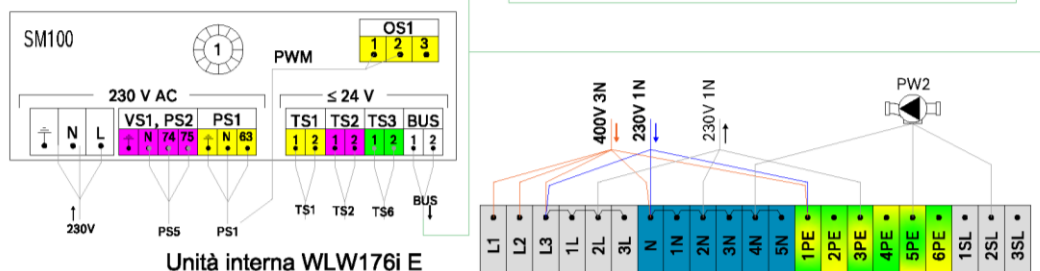 SM100
1
PWM
OS1
1 2 3
230 V AC
≤ 24 V
N L
VS1, PS2
N 74 75
PS1
N 63
TS1 TS2 TS3 BUS
1 2 1 2 1 2 1 2
230V
PS5
PS1
TS1
TS2
TS6
BUS
Unità interna WLW176i E
400V 3N
230V 1N
230V 1N
PW2
L1 L2 L3 1L 2L 3L N 1N 2N 3N 4N 5N 1PE 2PE 3PE 4PE 5PE 6PE 1SL 2SL 3SL